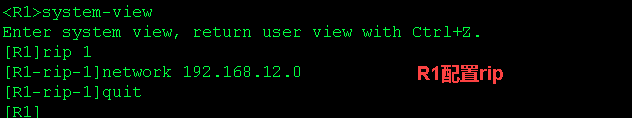 <R1>system-view
Enter system view, return user view with Ctrl+Z.
[R1]rip 1
[R1-rip-1]network 192.168.12.0
R1配置rip
[R1-rip-1]quit
[R1]